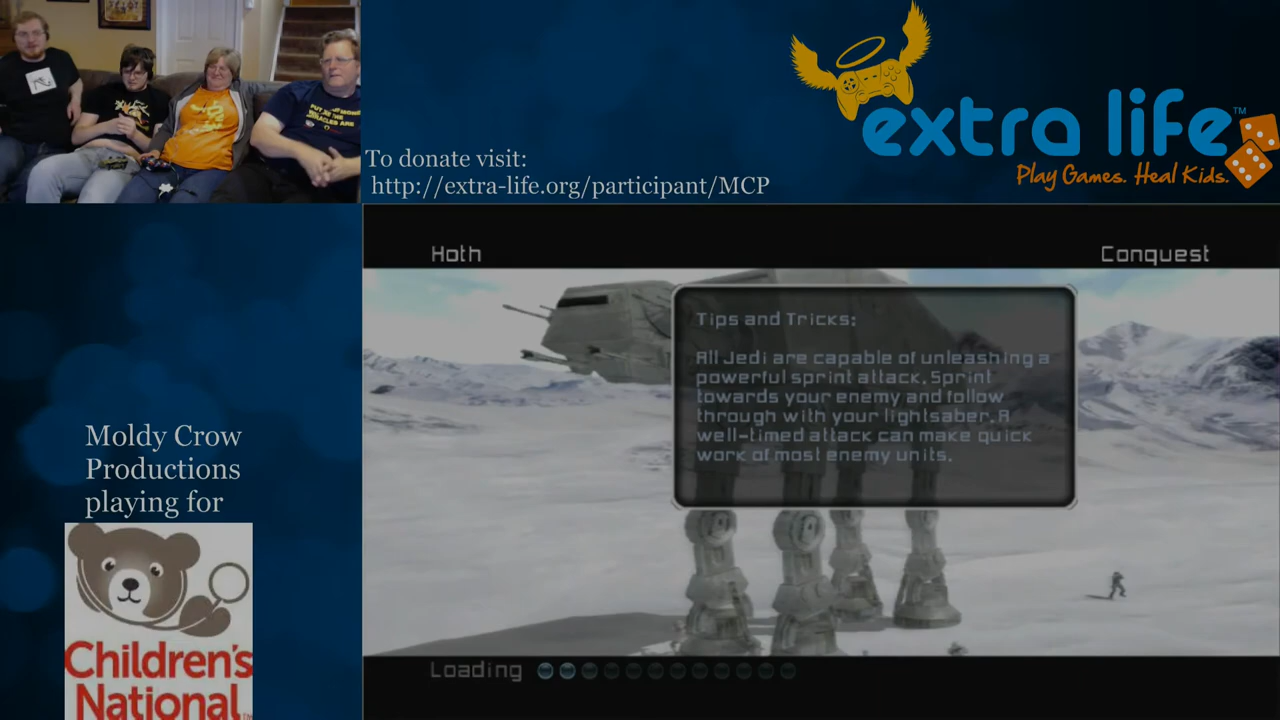 extra life™
Play Games. Heal Kids.
To donate visit:
http://extra-life.org/participant/MCP
Hoth
Conquest
Tips and Tricks:
All Jedi are capable of unleashing a
powerful sprint attack. Sprint
towards your enemy and follow
through with your lightsaber. A
well-timed attack can make quick
work of most enemy units.
Moldy Crow
Productions
playing for
Children's
National™
Loading